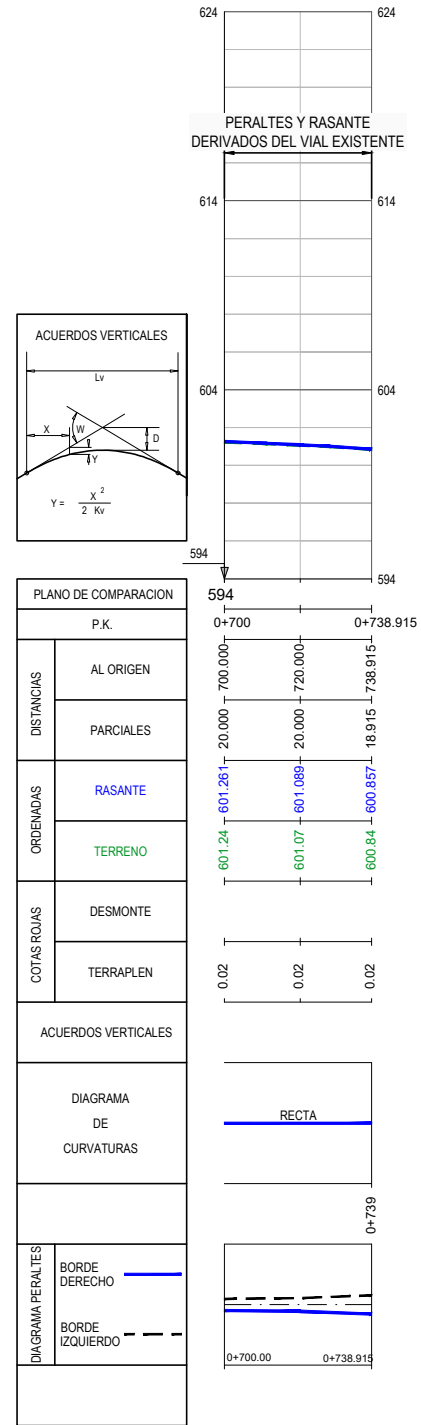 624 624
PERALTES Y RASANTE
DERIVADOS DEL VIAL EXISTENTE
614 614
ACUERDOS VERTICALES
Lv
X W D
Y
Y = X 2
2 Kv
604 604
594
594
PLANO DE COMPARACION 594
P.K. 0+700 0+738.915
DISTANCIAS
AL ORIGEN 700.000 720.000 738.915
PARCIALES 20.000 20.000 18.915
ORDENADAS
RASANTE 601.261 601.089 600.857
TERRENO 601.24 601.07 600.84
COTAS ROJAS
DESMONTE
TERRAPLEN 0.02 0.02 0.02
ACUERDOS VERTICALES
DIAGRAMA
DE
CURVATURAS
RECTA
0+739
DIAGRAMA PERALTES
BORDE
DERECHO
BORDE
IZQUIERDO
0+700.00 0+738.915